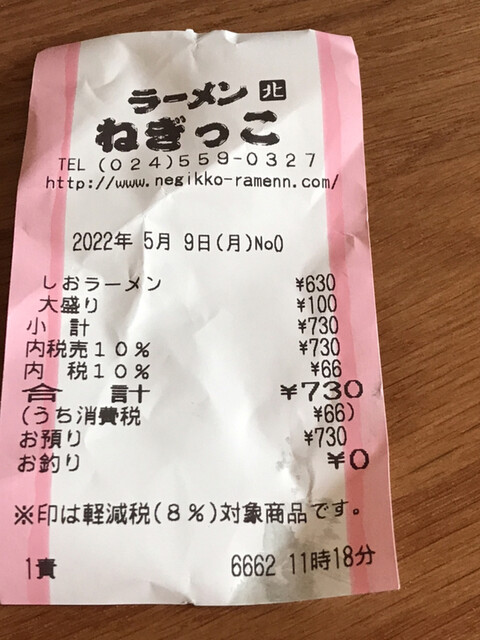 ラーメン 北
ねぎっこ
TEL (024)559-0327
http://www.negikko-ramenn.com/
2022年 5月 9日(月)No0
しおラーメン ¥630
大盛り ¥100
小 計 ¥730
内税売10% ¥730
内 税10% ¥66
合 計 ¥730
(うち消費税 ¥66)
お預り ¥730
お釣り ¥0
※印は軽減税(8%)対象商品です。
1責 6662 11時18分